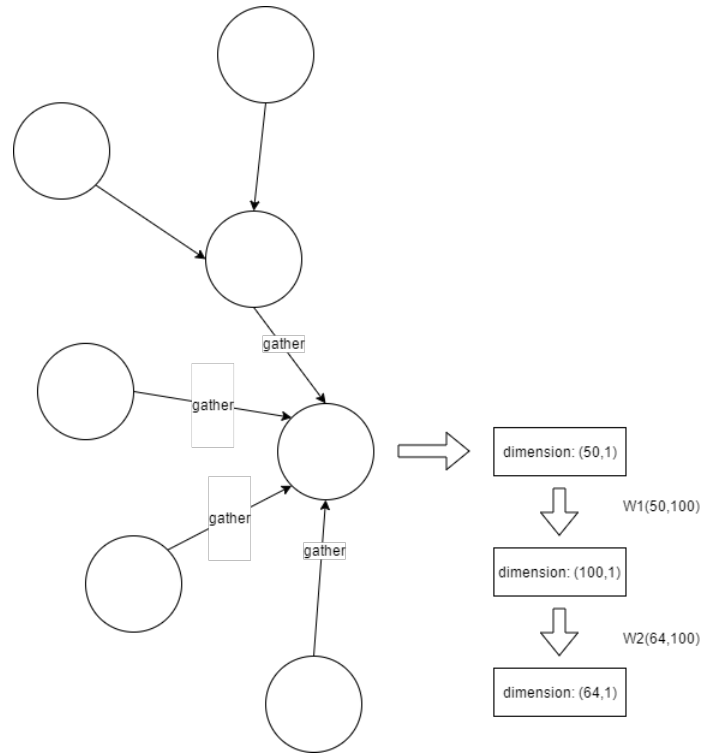 gather
gather
gather
gather
dimension: (50,1)
W1(50,100)
dimension: (100,1)
W2(64,100)
dimension: (64,1)